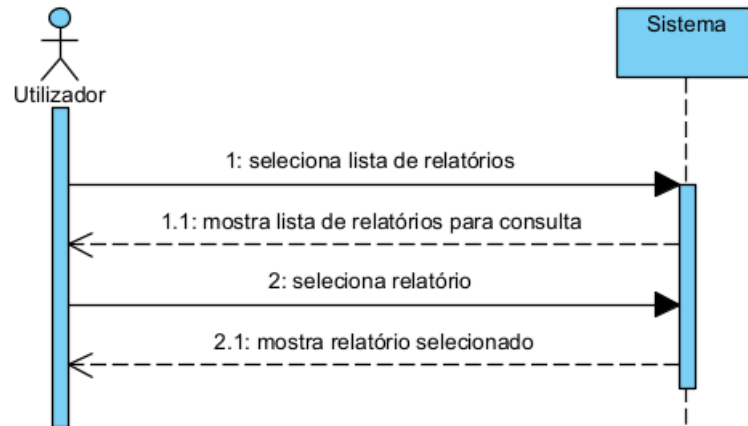 Sistema
Utilizador
1: seleciona lista de relatórios
1.1: mostra lista de relatórios para consulta
2: seleciona relatório
2.1: mostra relatório selecionado